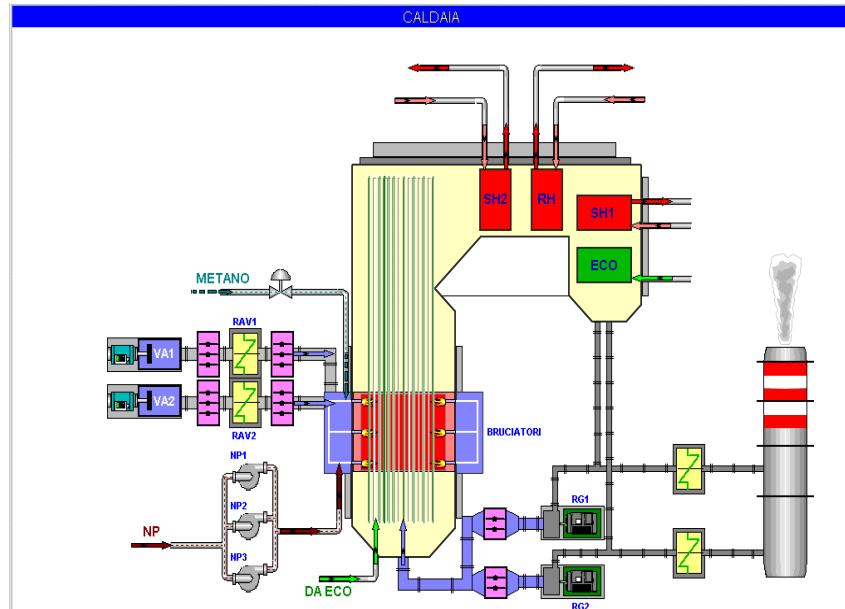 CALDAIA
SH2
RH
SH1
ECO
METANO
RAV1
VA1
VA2
RAV2
BRUCIATORI
NP1
NP2
NP
NP3
RG1
DA ECO
RG2